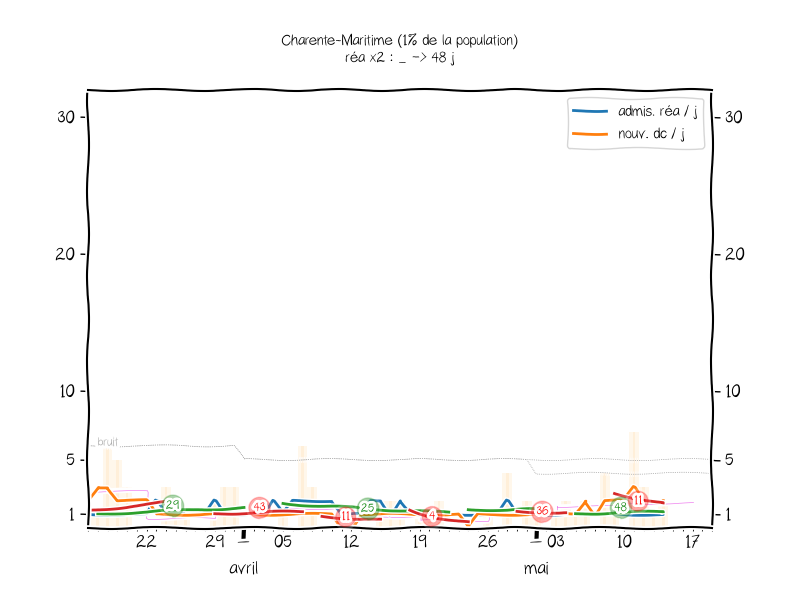 Charente-Maritime (1% de la population)
réa x2 : _ -> 48 j
admis. réa / j
nouv. dc / j
30 30
20 20
10 10
bruit
5 5
1 1
29 43 11 25 4 36 48 11
22 29 05 12 19 26 03 10 17
avril mai